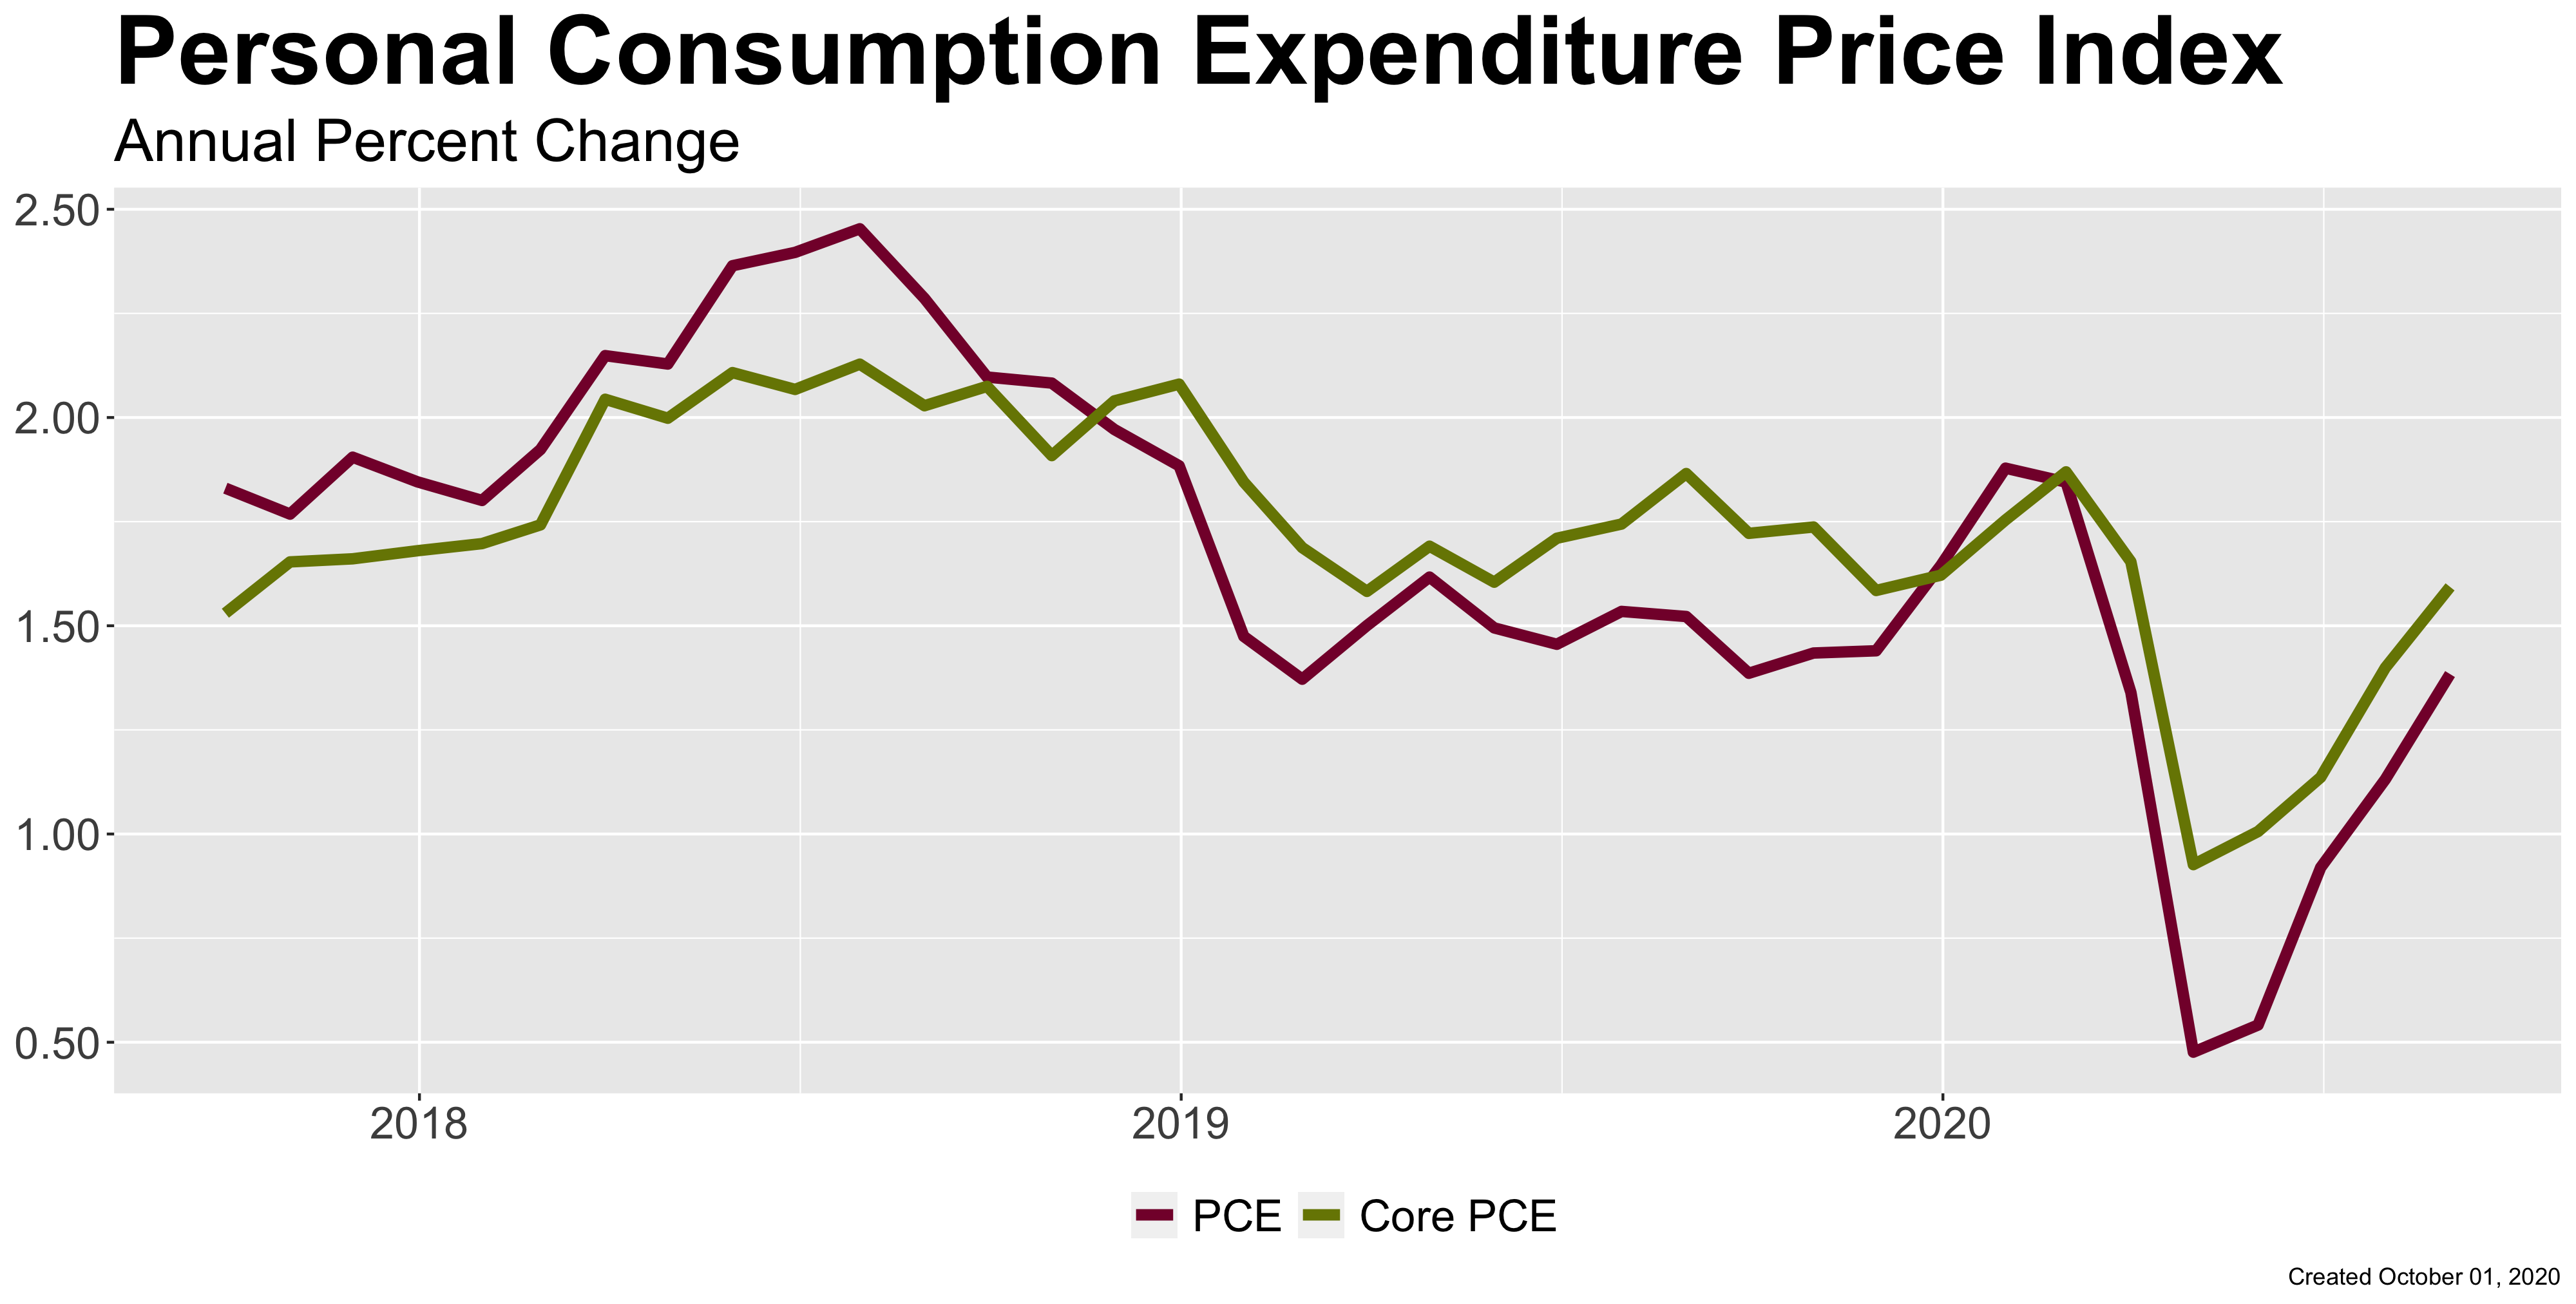 Personal Consumption Expenditure Price Index
Annual Percent Change
2.50
2.00
1.50
1.00
0.50
2018 2019 2020
PCE Core PCE
Created October 01, 2020